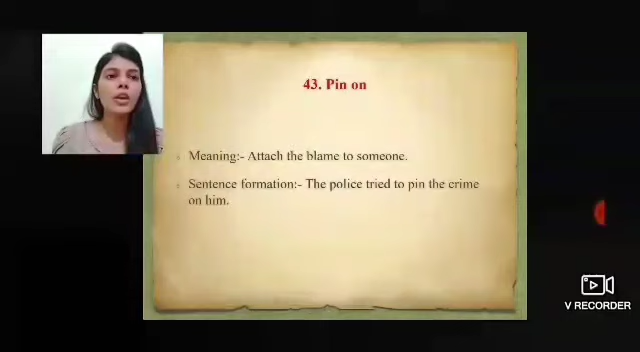 43. Pin on
Meaning:- Attach the blame to someone.
Sentence formation:- The police tried to pin the crime
on him.
V RECORDER